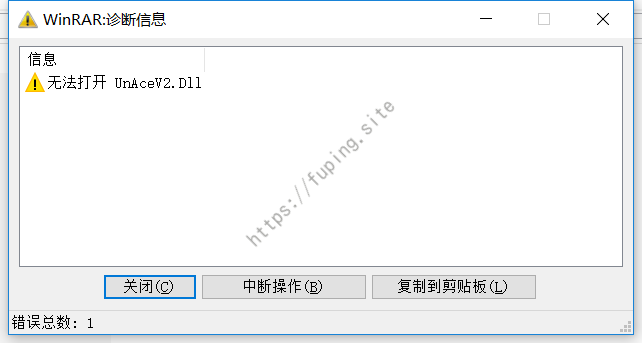 WinRAR:诊断信息
信息
无法打开 UnAceV2.Dll
https://fuping.site
关闭(C)
中断操作(B)
复制到剪贴板(L)
错误总数: 1